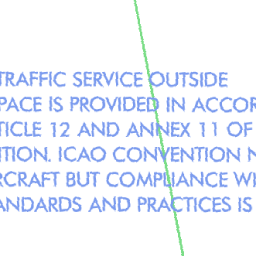 TRAFFIC SERVICE OUTSIDE
PACE IS PROVIDED IN ACCOR
TICLE 12 AND ANNEX 11 OF
TION. ICAO CONVENTION N
RCRAFT BUT COMPLIANCE WI
ANDARDS AND PRACTICES IS